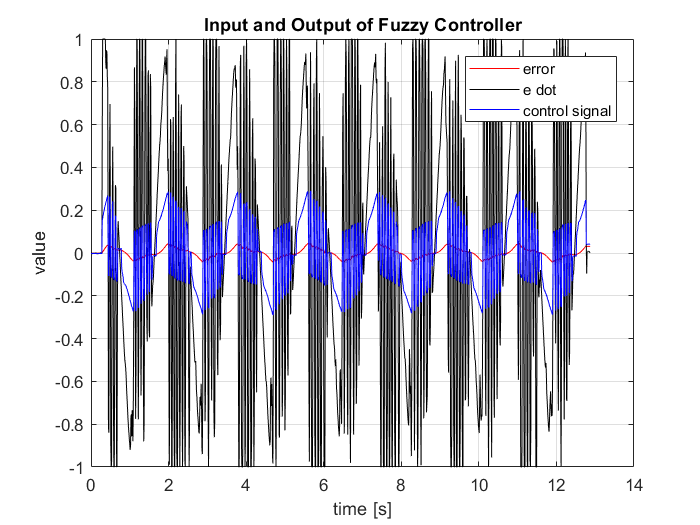 Input and Output of Fuzzy Controller
1
0.8
0.6
0.4
0.2
0
-0.2
-0.4
-0.6
-0.8
-1
value
error
e dot
control signal
0 2 4 6 8 10 12 14
time [s]